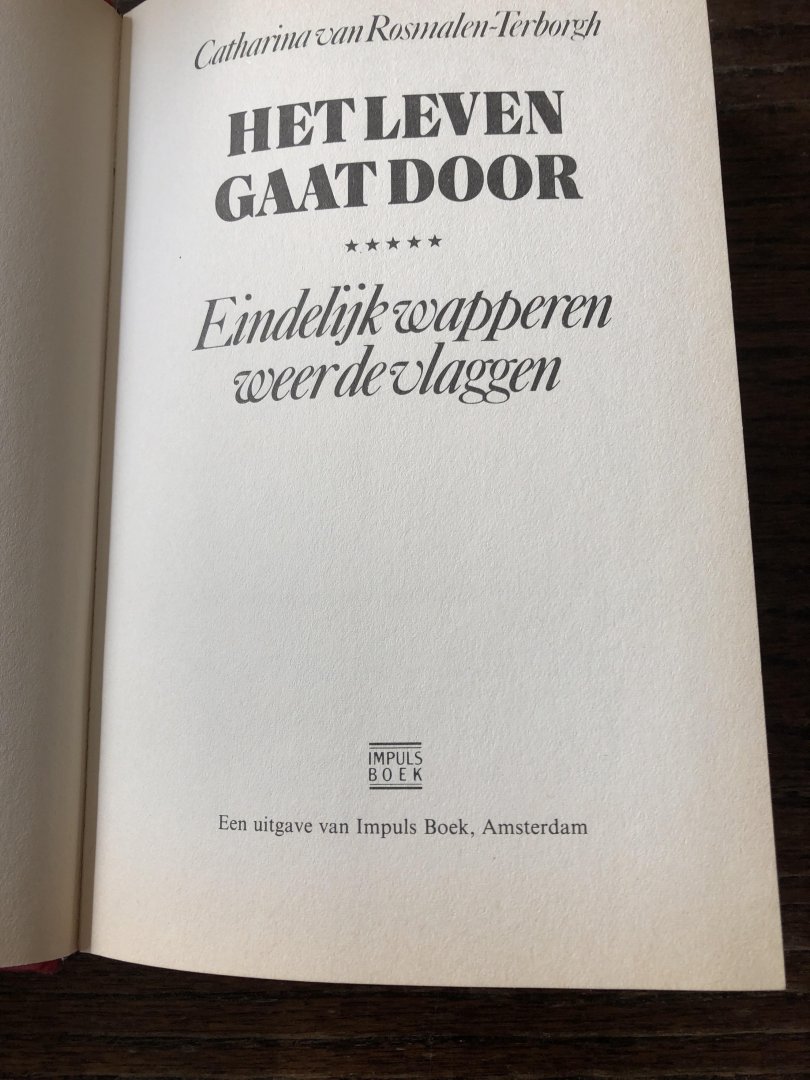 Catharina van Rosmalen-Terborgh
HET LEVEN
GAAT DOOR
★★★★★
Eindelijk wapperen
weer de vlaggen
IMPULS
BOEK
Een uitgave van Impuls Boek, Amsterdam